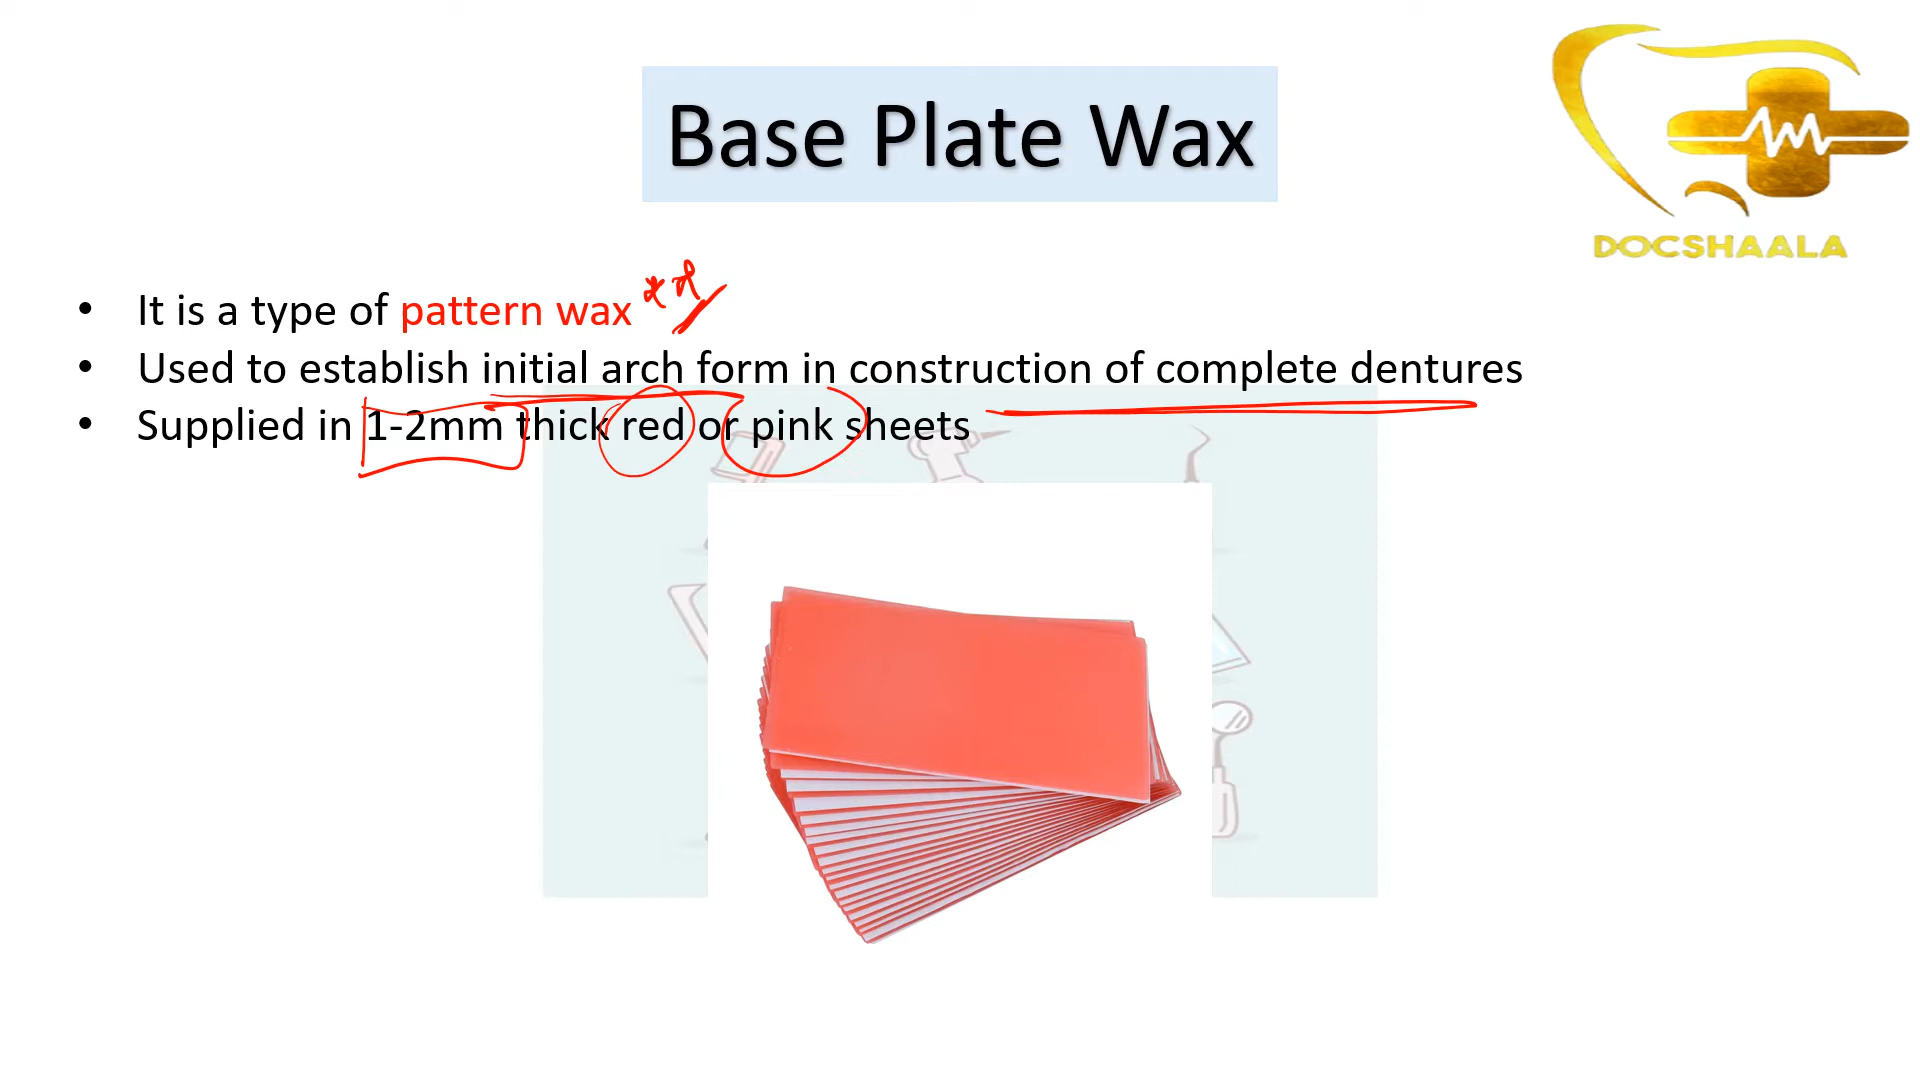 Base Plate Wax
DOCSHAALA
• It is a type of pattern wax **
• Used to establish initial arch form in construction of complete dentures
• Supplied in 1-2mm thick red or pink sheets